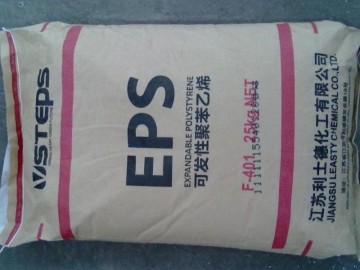 VSTEPS
EPS
EXPANDABLE POLYSTYRENE
可发性聚苯乙烯
F-401 25kg NET
江苏利士德化工有限公司
JIANGSU LEASTY CHEMICAL CO.,LTD.